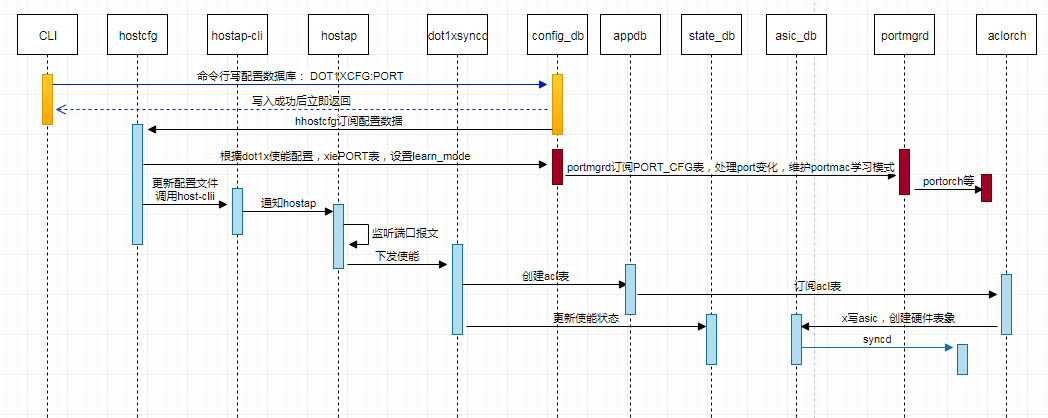 CLI
hostcfg
hostap-cli
hostap
dot1xsyncd
config_db
appdb
state_db
asic_db
portmgrd
aclorch
命令行写配置数据库： DOT1XCFG:PORT
写入成功后立即返回
hhostcfg订阅配置数据
根据dot1x使能配置，xiePORT表，设置learn_mode
portmgrd订阅PORT_CFG表，处理port变化，维护portmac学习模式
portorch等
更新配置文件
调用host-clii
通知hostap
监听端口报文
下发使能
创建acl表
订阅acl表
更新使能状态
x写asic，创建硬件表象
syncd